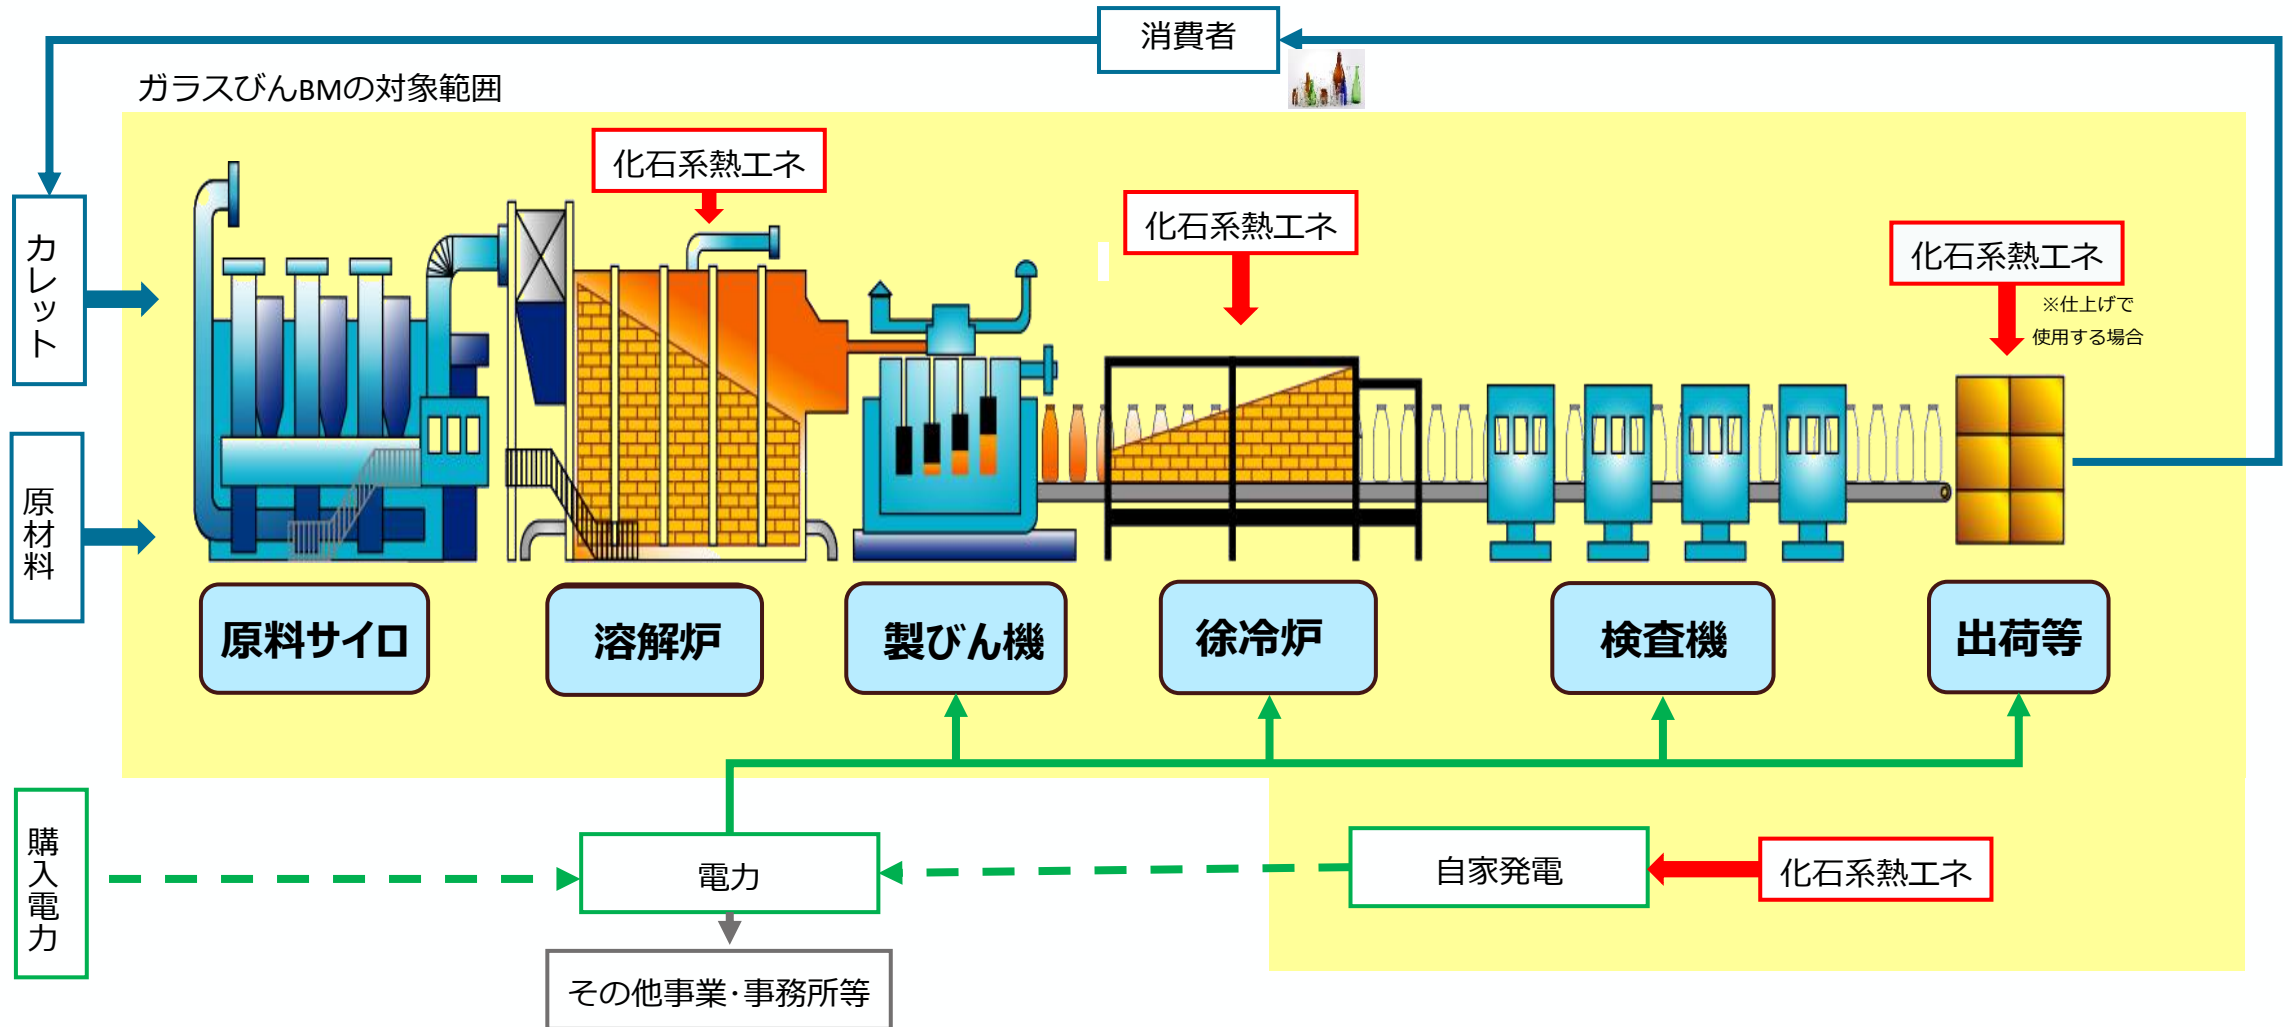 消費者
ガラスびんBMの対象範囲
化石系熱エネ
化石系熱エネ
化石系熱エネ
※仕上げで
使用する場合
カレット
原材料
原料サイロ
溶解炉
製びん機
徐冷炉
検査機
出荷等
購入電力
電力
自家発電
化石系熱エネ
その他事業・事務所等